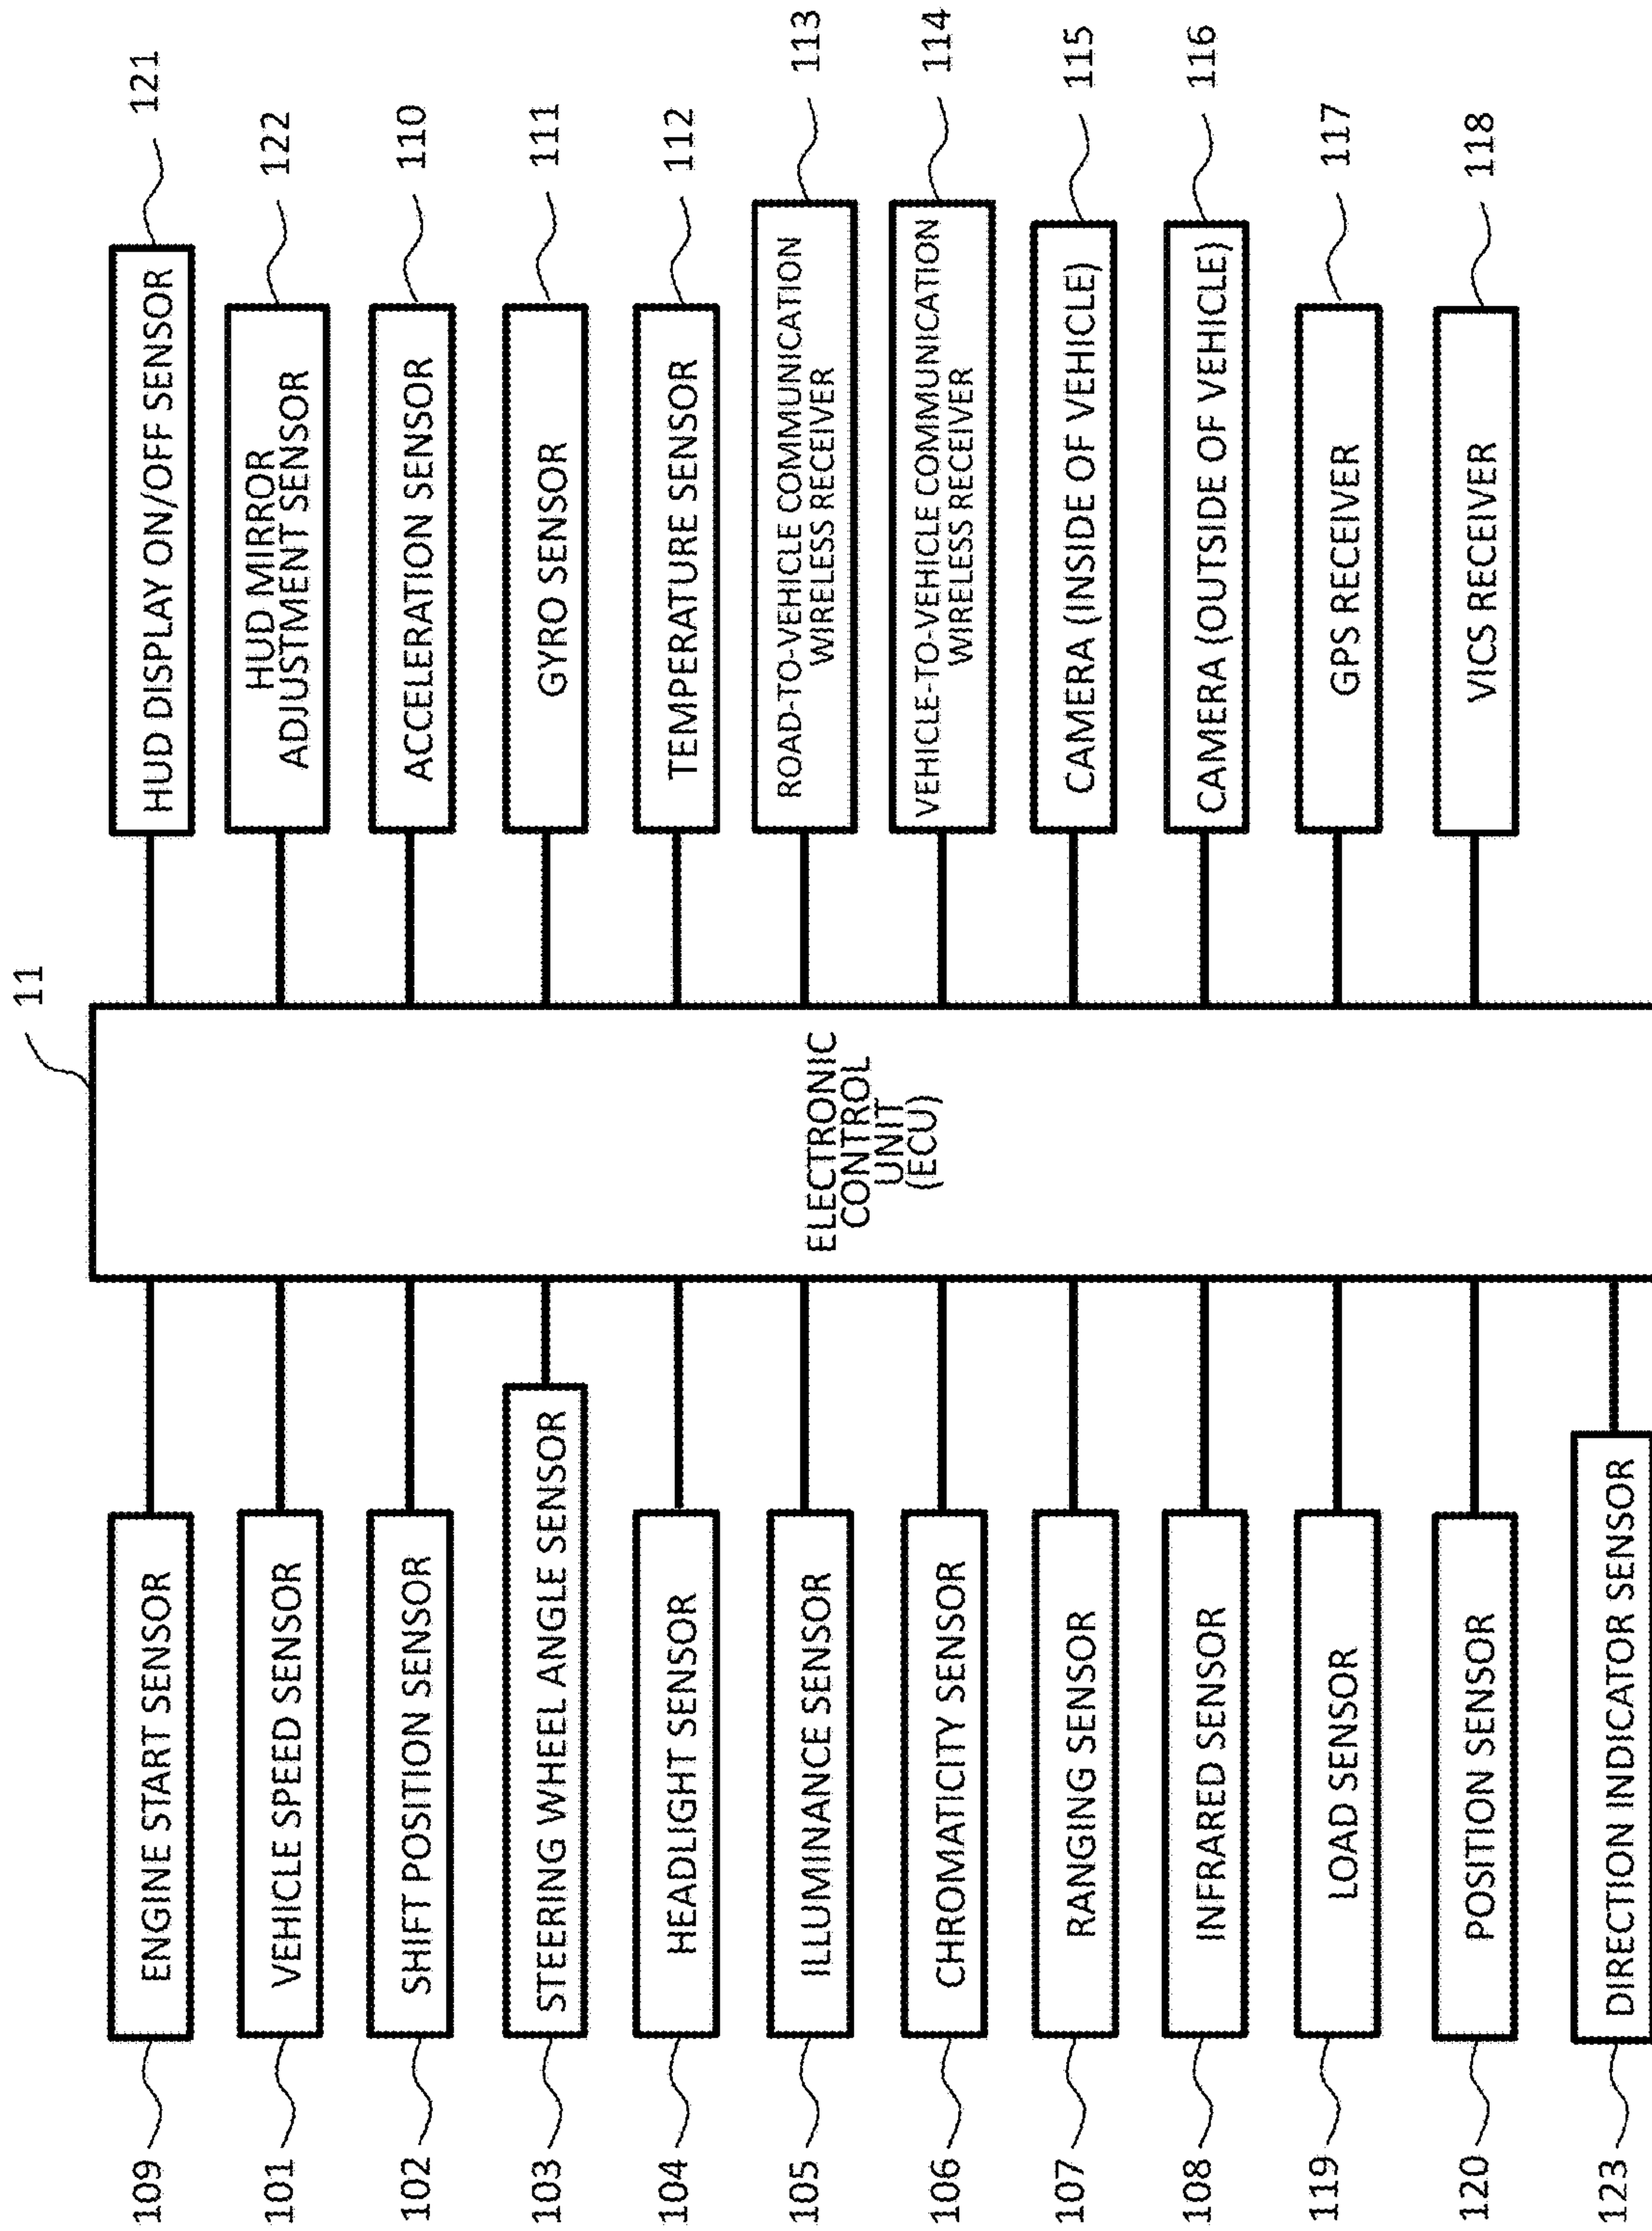 11
109
ENGINE START SENSOR
101
VEHICLE SPEED SENSOR
102
SHIFT POSITION SENSOR
103
STEERING WHEEL ANGLE SENSOR
104
HEADLIGHT SENSOR
105
ILLUMINANCE SENSOR
106
CHROMATICITY SENSOR
107
RANGING SENSOR
108
INFRARED SENSOR
119
LOAD SENSOR
120
POSITION SENSOR
123
DIRECTION INDICATOR SENSOR
ELECTRONIC
CONTROL
UNIT
(ECU)
HUD DISPLAY ON/OFF SENSOR
121
HUD MIRROR
ADJUSTMENT SENSOR
122
ACCELERATION SENSOR
110
GYRO SENSOR
111
TEMPERATURE SENSOR
112
ROAD-TO-VEHICLE COMMUNICATION
WIRELESS RECEIVER
113
VEHICLE-TO-VEHICLE COMMUNICATION
WIRELESS RECEIVER
114
CAMERA (INSIDE OF VEHICLE)
115
CAMERA (OUTSIDE OF VEHICLE)
116
GPS RECEIVER
117
VICS RECEIVER
118